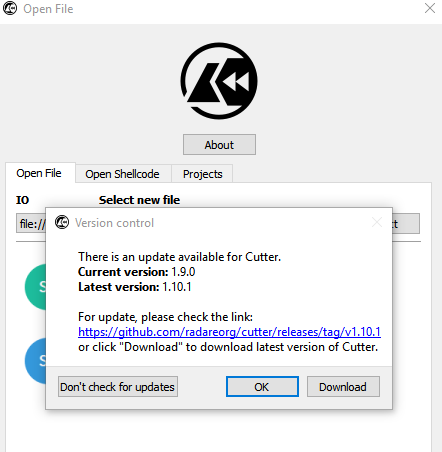 Open File
About
Open File
Open Shellcode
Projects
IO
Select new file
file://
Version control
There is an update available for Cutter.
Current version: 1.9.0
Latest version: 1.10.1
For update, please check the link:
https://github.com/radareorg/cutter/releases/tag/v1.10.1
or click "Download" to download latest version of Cutter.
Don't check for updates
OK
Download